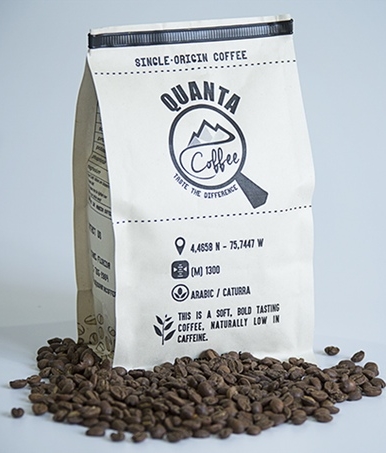 SINGLE-ORIGIN COFFEE
QUANTA
Coffee
TASTE THE DIFFERENCE
4,4658 N - 75,7447 W
(M) 1300
ARABIC / CATURRA
THIS IS A SOFT, BOLD TASTING
COFFEE, NATURALLY LOW IN
CAFFEINE.